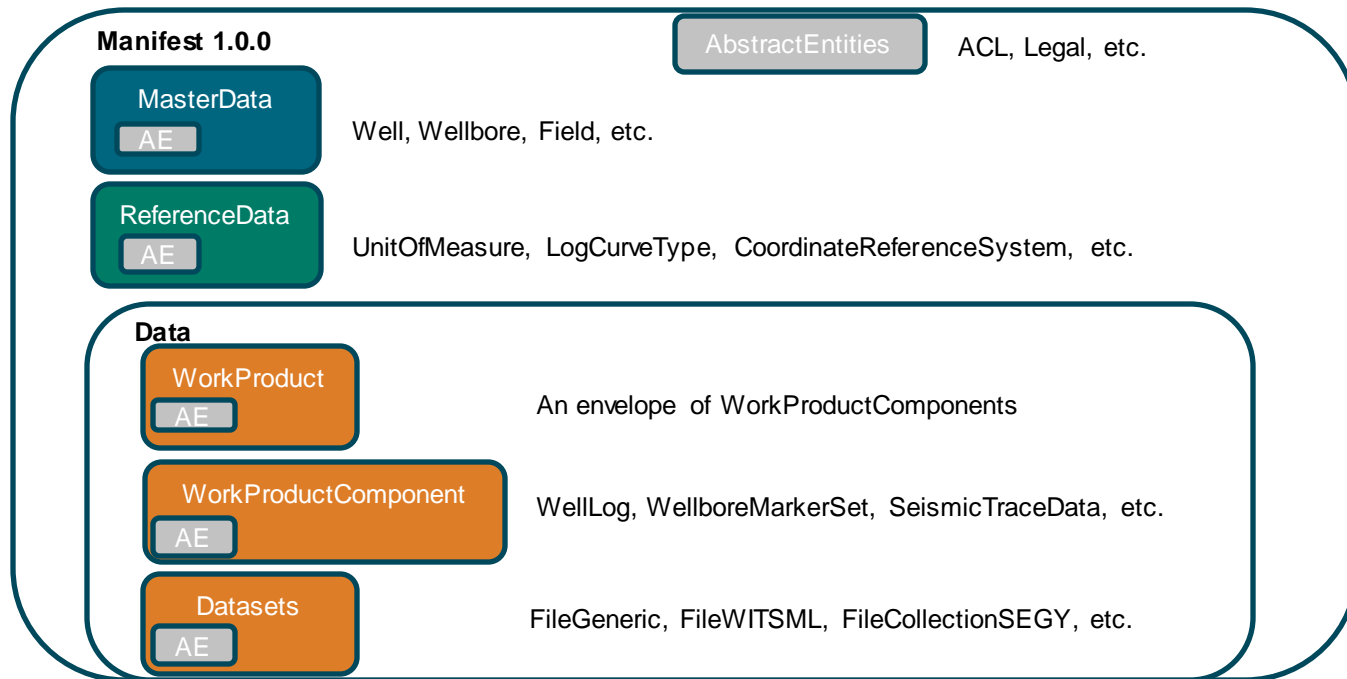 Manifest 1.0.0
AbstractEntities
ACL, Legal, etc.
MasterData
AE
Well, Wellbore, Field, etc.
ReferenceData
AE
UnitOfMeasure, LogCurveType, CoordinateReferenceSystem, etc.
Data
WorkProduct
AE
An envelope of WorkProductComponents
WorkProductComponent
AE
WellLog, WellboreMarkerSet, SeismicTraceData, etc.
Datasets
AE
FileGeneric, FileWITSML, FileCollectionSEGY, etc.